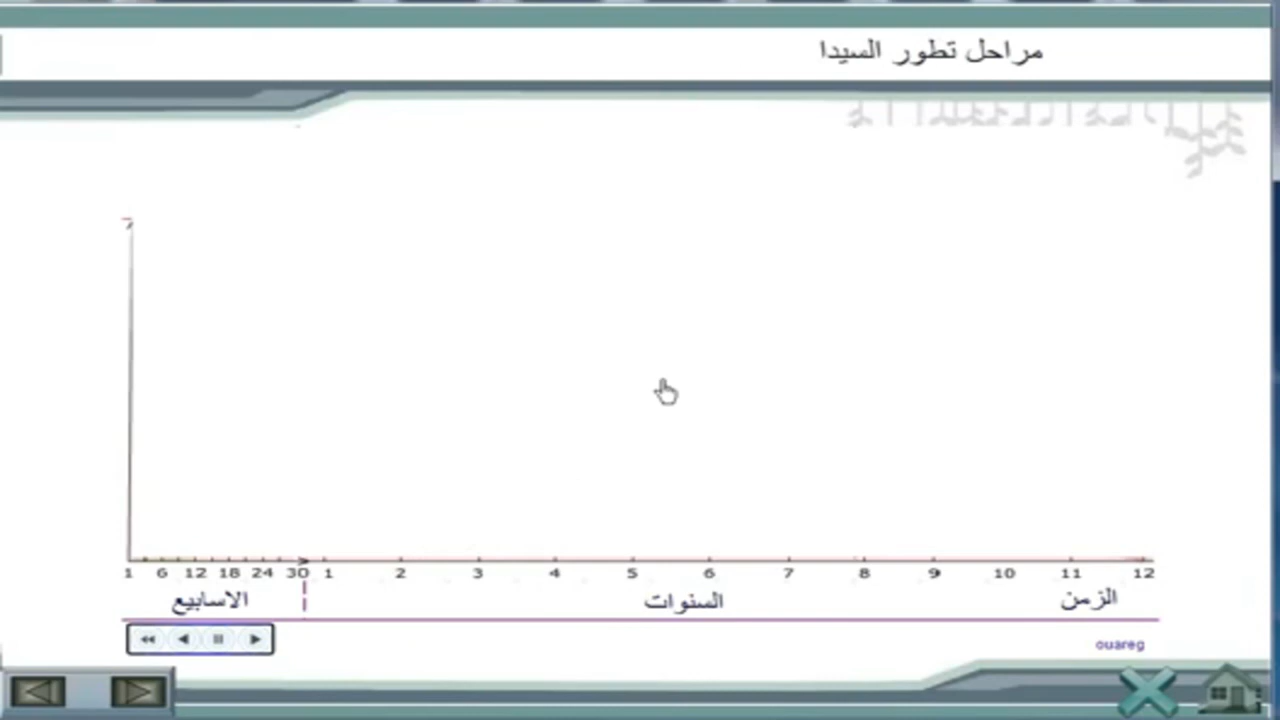 مراحل تطور السيدا
1 6 12 18 24 30 1 2 3 4 5 6 7 8 9 10 11 12
الاسابيع السنوات الزمن
ouareg